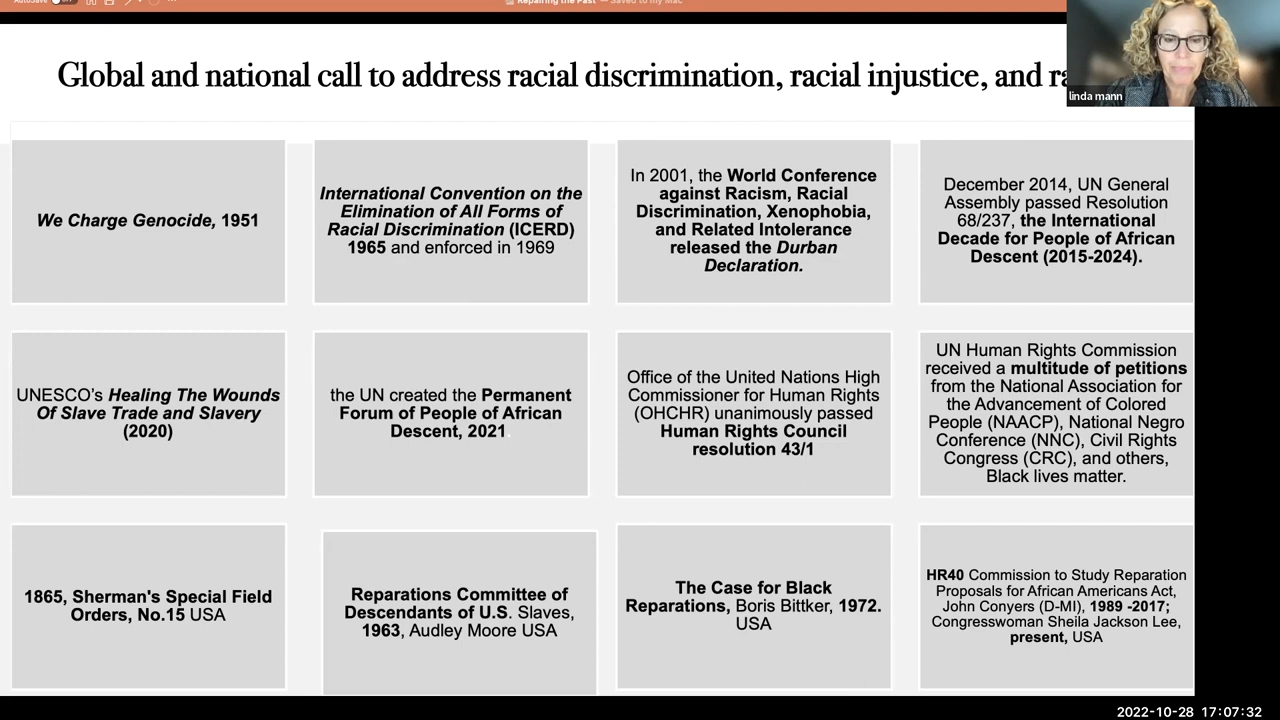 Repairing the Past — Saved to my Mac
Global and national call to address racial discrimination, racial injustice, and
linda mann
We Charge Genocide, 1951
International Convention on the
Elimination of All Forms of
Racial Discrimination (ICERD)
1965 and enforced in 1969
In 2001, the World Conference
against Racism, Racial
Discrimination, Xenophobia,
and Related Intolerance
released the Durban
Declaration.
December 2014, UN General
Assembly passed Resolution
68/237, the International
Decade for People of African
Descent (2015-2024).
UNESCO's Healing The Wounds
Of Slave Trade and Slavery
(2020)
the UN created the Permanent
Forum of People of African
Descent, 2021.
Office of the United Nations High
Commissioner for Human Rights
(OHCHR) unanimously passed
Human Rights Council
resolution 43/1
UN Human Rights Commission
received a multitude of petitions
from the National Association for
the Advancement of Colored
People (NAACP), National Negro
Conference (NNC), Civil Rights
Congress (CRC), and others,
Black lives matter.
1865, Sherman's Special Field
Orders, No.15 USA
Reparations Committee of
Descendants of U.S. Slaves,
1963, Audley Moore USA
The Case for Black
Reparations, Boris Bittker, 1972.
USA
HR40 Commission to Study Reparation
Proposals for African Americans Act,
John Conyers (D-MI), 1989 -2017;
Congresswoman Sheila Jackson Lee,
present, USA
2022-10-28 17:07:32